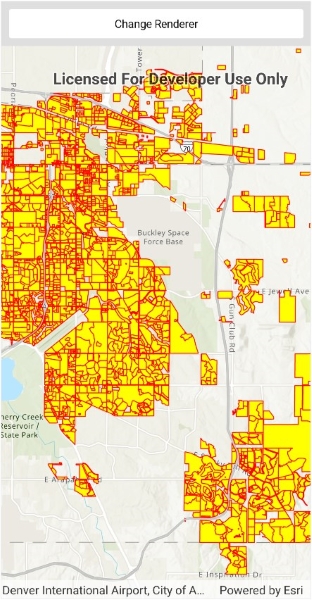 Change Renderer
Tower
Licensed For Developer Use Only
Peoria
70
Buckley Space
Force Base
E Jewell Ave
Gun Club Rd
herry Creek
Reservoir /
State Park
E Arapahoe Rd
E Inspiration Dr
Denver International Airport, City of A... Powered by Esri